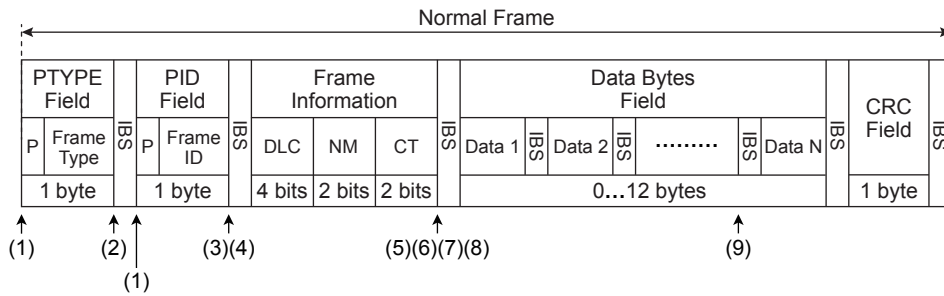 Normal Frame
PTYPE
Field
IBS
PID
Field
IBS
Frame
Information
IBS
Data Bytes
Field
IBS
CRC
Field
IBS
P
Frame
Type
P
Frame
ID
DLC
NM
CT
Data 1
IBS
Data 2
IBS
.........
IBS
Data N
1 byte
1 byte
4 bits
2 bits
2 bits
0...12 bytes
1 byte
(1)
(2)
(3)(4)
(5)(6)(7)(8)
(9)
(1)